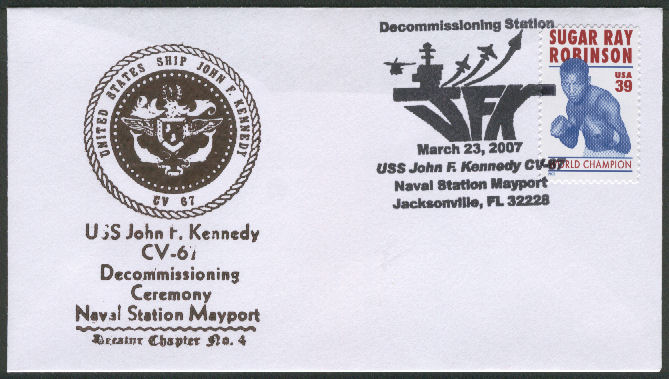 UNITED STATES SHIP JOHN F. KENNEDY
CV 67
USS John F. Kennedy
CV-67
Decommissioning
Ceremony
Naval Station Mayport
Decatur Chapter No. 4
Decommissioning Station
JFK
March 23, 2007
USS John F. Kennedy CV-67
Naval Station Mayport
Jacksonville, FL 32228
SUGAR RAY
ROBINSON
USA
39
WORLD CHAMPION